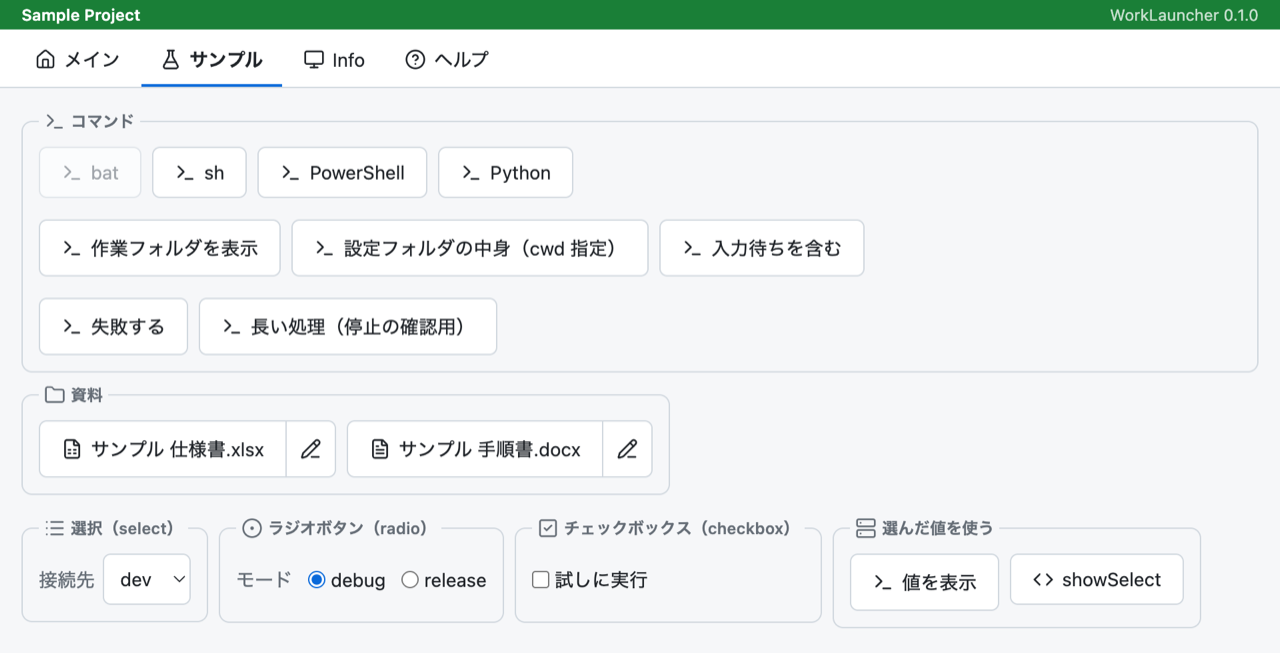 Sample Project WorkLauncher 0.1.0
メイン サンプル Info ヘルプ
コマンド
bat sh PowerShell Python
作業フォルダを表示 設定フォルダの中身（cwd 指定） 入力待ちを含む
失敗する 長い処理（停止の確認用）
資料
サンプル 仕様書.xlsx サンプル 手順書.docx
選択（select） ラジオボタン（radio） チェックボックス（checkbox） 選んだ値を使う
接続先 dev モード debug release 試しに実行 値を表示 showSelect